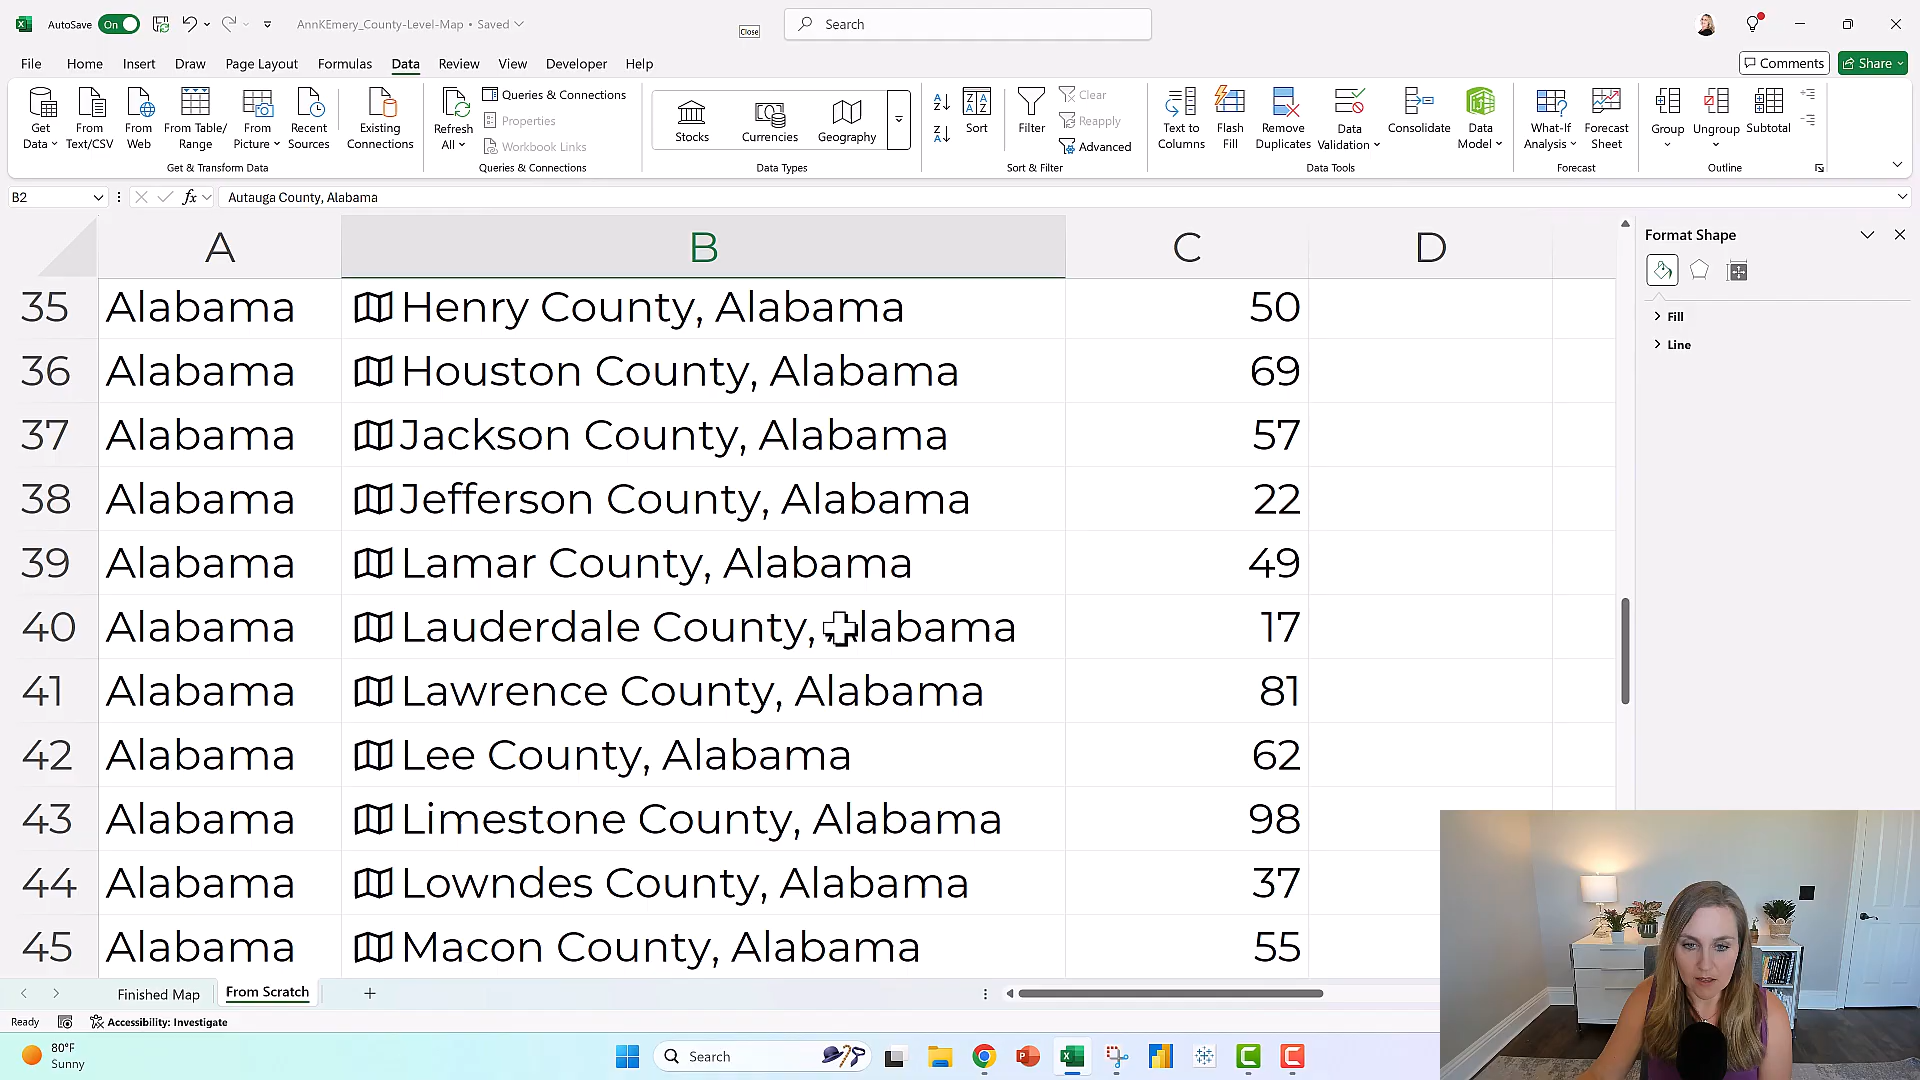 AutoSave On AnnKEmery_County-Level-Map • Saved Close Search
File Home Insert Draw Page Layout Formulas Data Review View Developer Help Comments Share
Get Data From Text/CSV From Web From Table/ Range From Picture Recent Sources Existing Connections
Get & Transform Data
Refresh All Queries & Connections Properties Workbook Links
Queries & Connections
Stocks Currencies Geography
Data Types
Sort Filter Clear Reapply Advanced
Sort & Filter
Text to Columns Flash Fill Remove Duplicates Data Validation Consolidate Data Model
Data Tools
What-If Analysis Forecast Sheet
Forecast
Group Ungroup Subtotal
Outline
B2 fx Autauga County, Alabama
A B C D
35 Alabama Henry County, Alabama 50
36 Alabama Houston County, Alabama 69
37 Alabama Jackson County, Alabama 57
38 Alabama Jefferson County, Alabama 22
39 Alabama Lamar County, Alabama 49
40 Alabama Lauderdale County, Alabama 17
41 Alabama Lawrence County, Alabama 81
42 Alabama Lee County, Alabama 62
43 Alabama Limestone County, Alabama 98
44 Alabama Lowndes County, Alabama 37
45 Alabama Macon County, Alabama 55
Format Shape
Fill
Line
Finished Map From Scratch
Ready Accessibility: Investigate
80°F
Sunny
Search